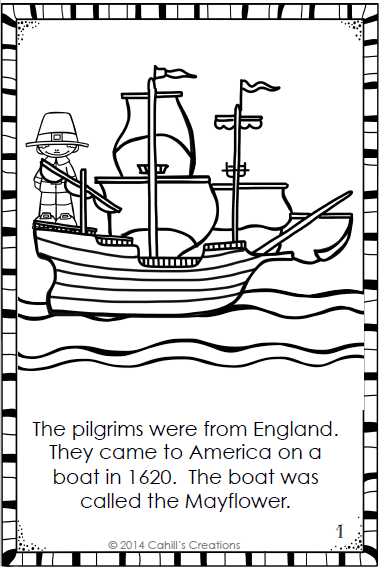 The pilgrims were from England.
They came to America on a
boat in 1620.  The boat was
called the Mayflower.
1
© 2014 Cahill's Creations